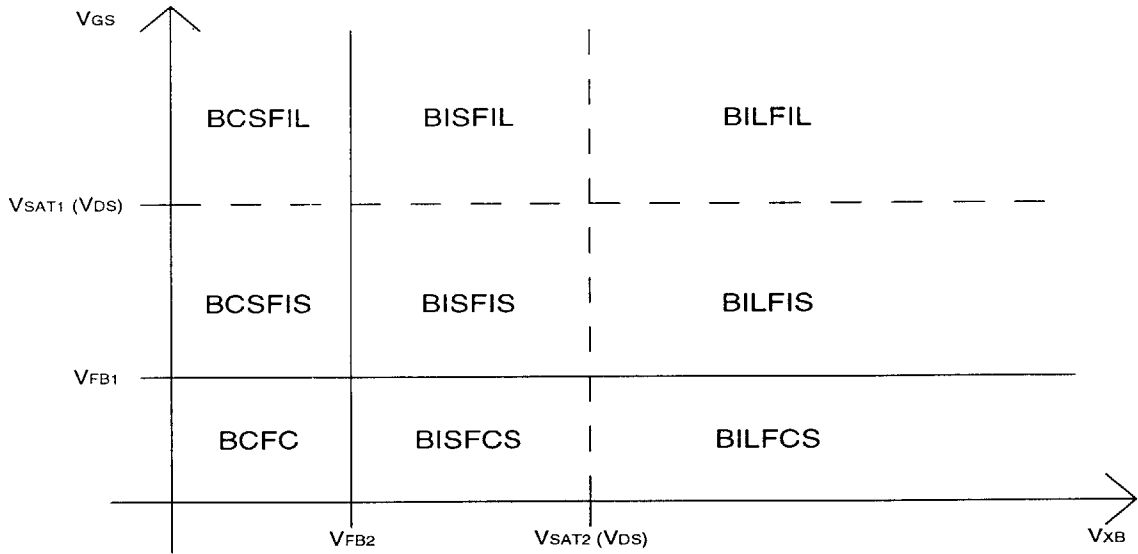 VGS
BCSFIL BISFIL BILFIL
VSAT1 (VDS)
BCSFIS BISFIS BILFIS
VFB1
BCFC BISFCS BILFCS
VFB2 VSAT2 (VDS) VXB